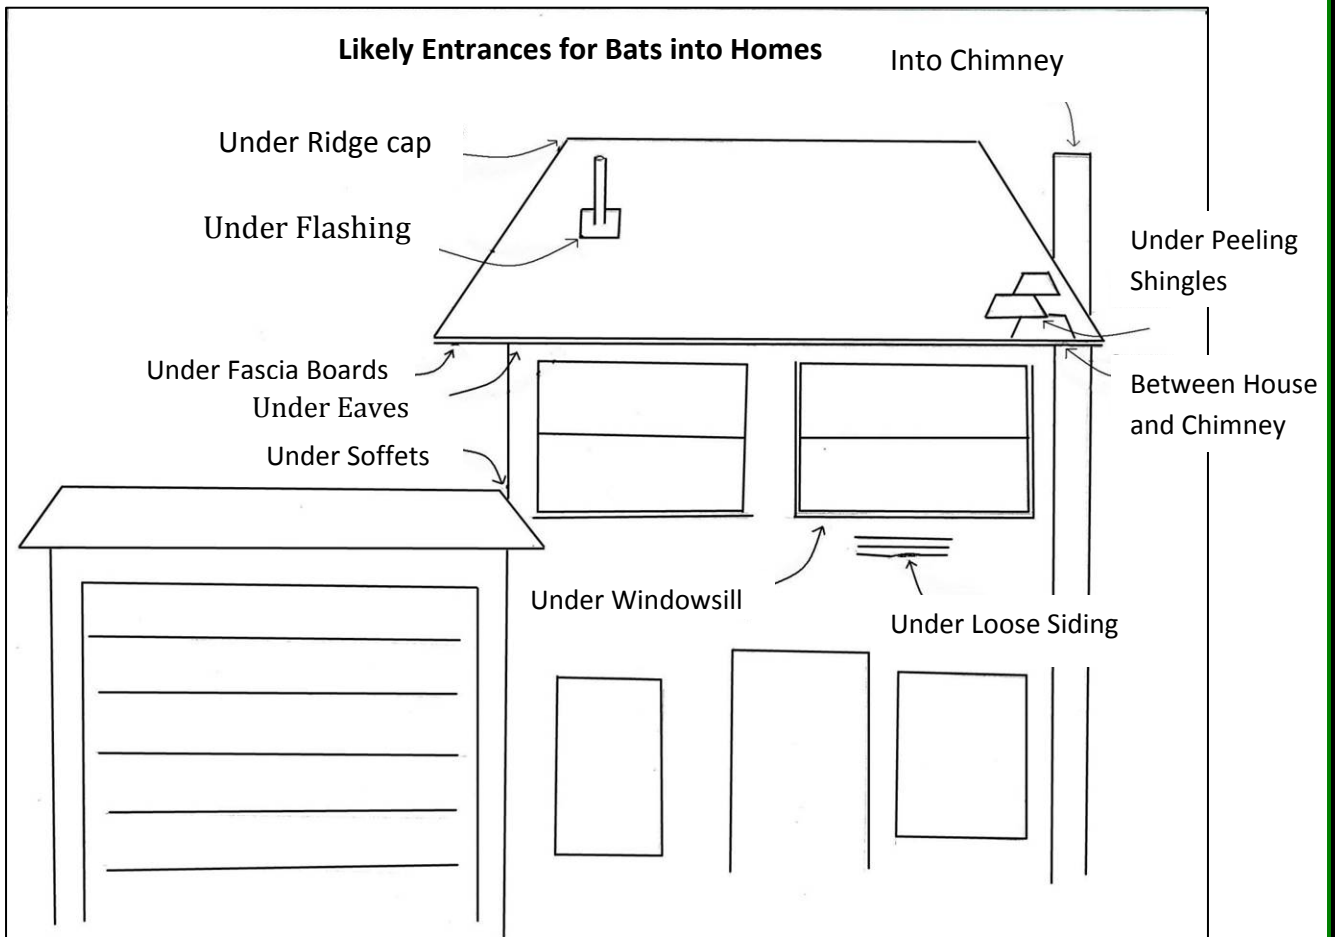 Likely Entrances for Bats into Homes
Into Chimney
Under Ridge cap
Under Flashing
Under Peeling
Shingles
Under Fascia Boards
Under Eaves
Between House
and Chimney
Under Soffets
Under Windowsill
Under Loose Siding